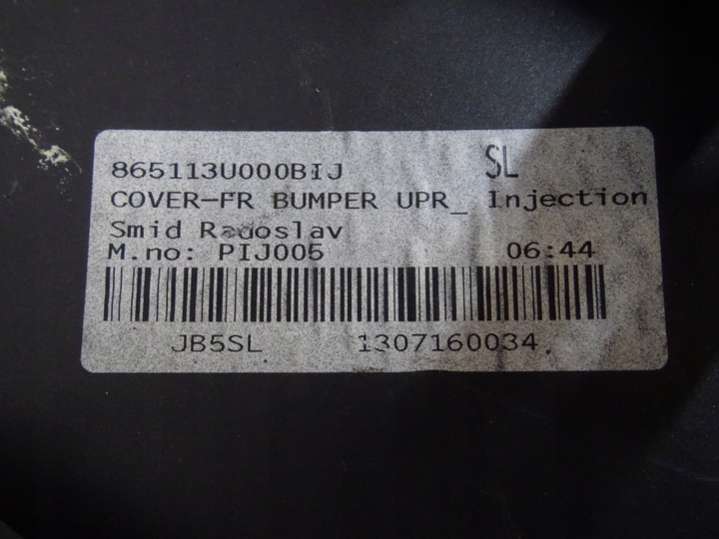 865113U000BIJ SL
COVER-FR BUMPER UPR_ Injection
Smid Radoslav
M.no: PIJ005 06:44
JB5SL 1307160034